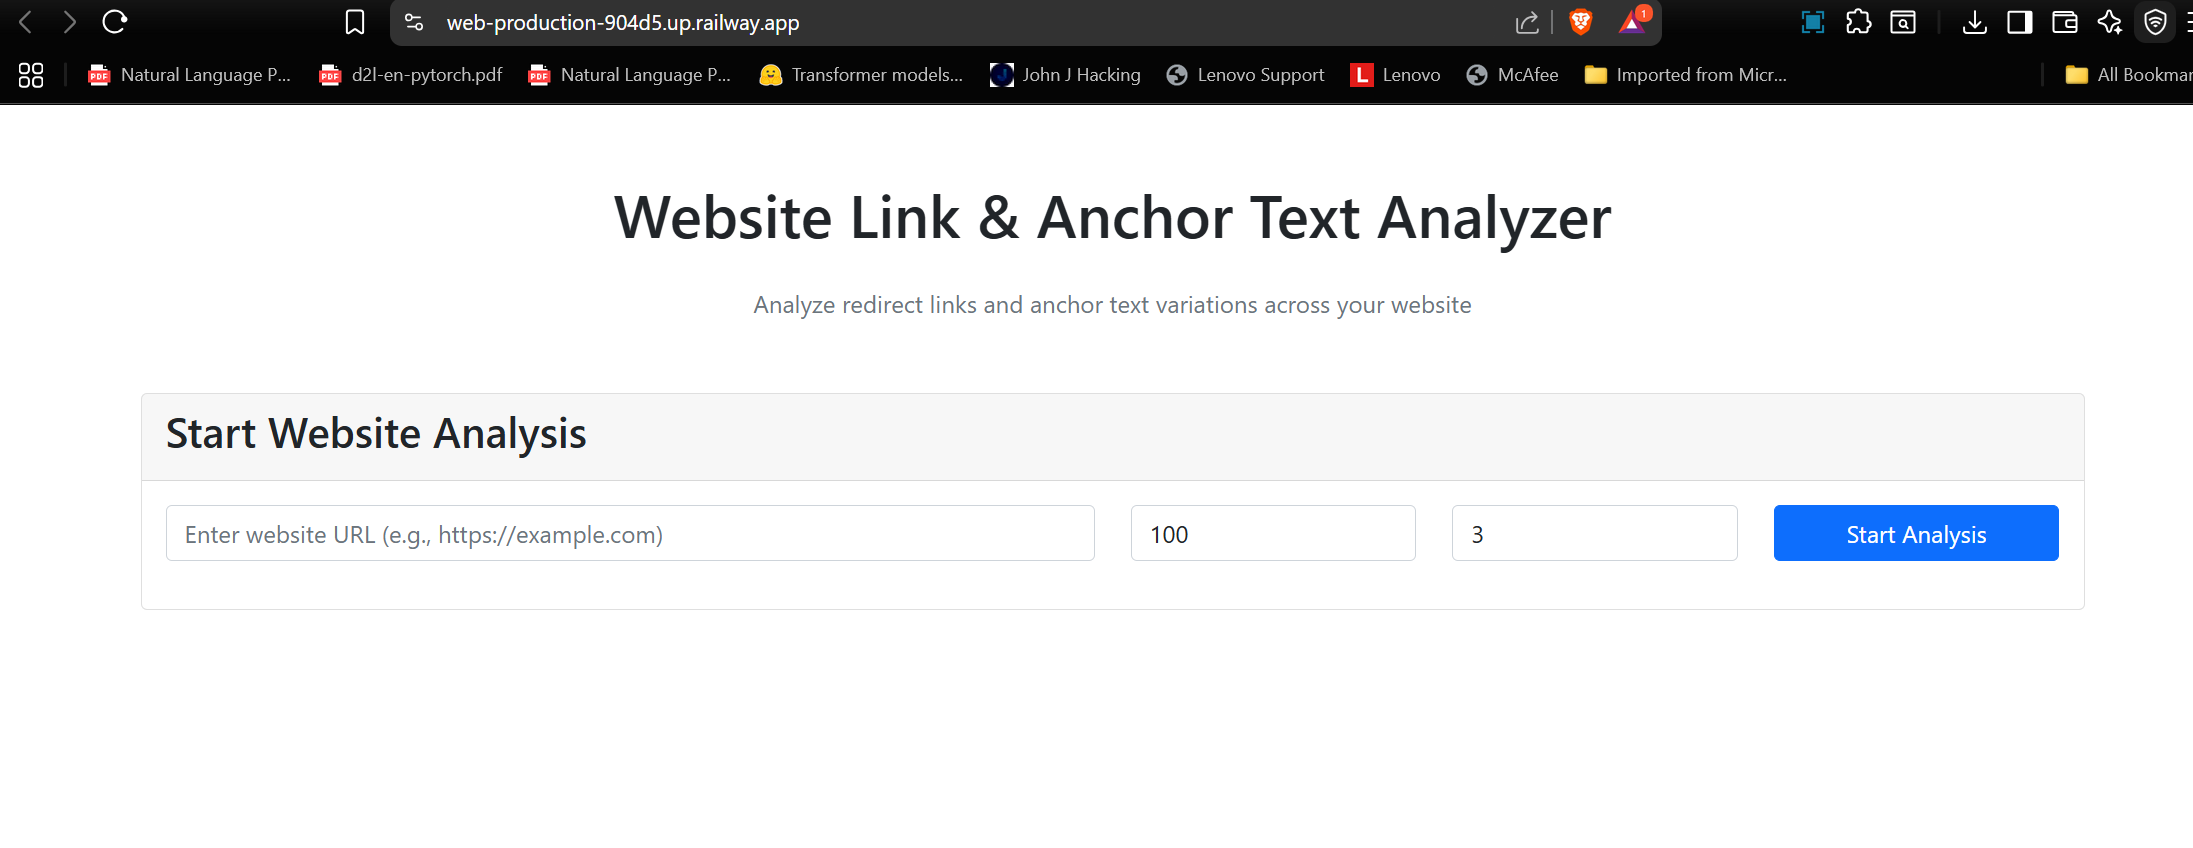 web-production-904d5.up.railway.app
1
Natural Language P...
d2l-en-pytorch.pdf
Natural Language P...
Transformer models...
John J Hacking
Lenovo Support
Lenovo
McAfee
Imported from Micr...
All Bookmar
Website Link & Anchor Text Analyzer
Analyze redirect links and anchor text variations across your website
Start Website Analysis
Enter website URL (e.g., https://example.com)
100
3
Start Analysis